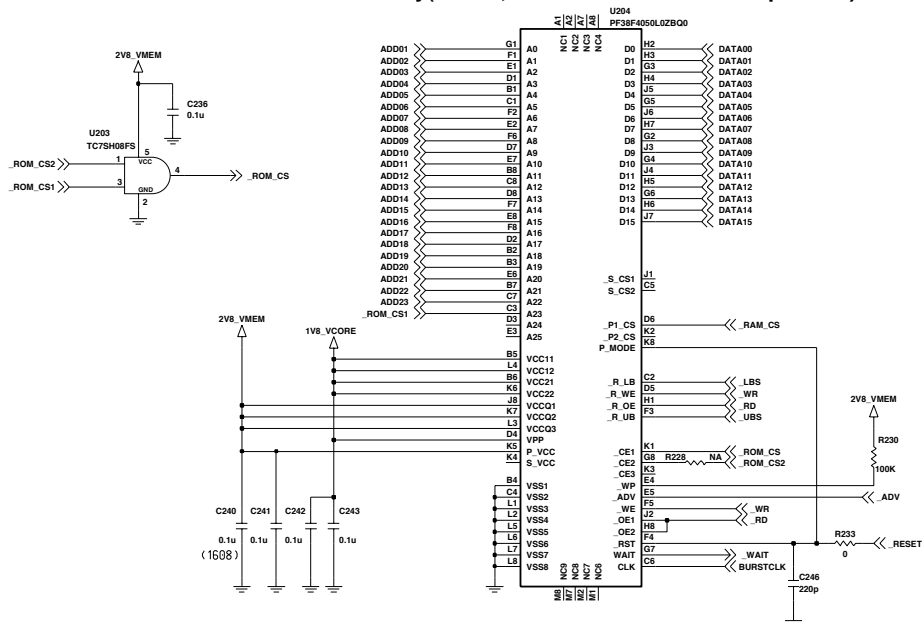 U204
PF38F4050L0ZBQ0
A1 A2 A7 A8
NC1 NC2 NC3 NC4
ADD01 G1 A0 D0 H2 DATA00
ADD02 F1 A1 D1 H3 DATA01
ADD03 E1 A2 D2 G3 DATA02
ADD04 D1 A3 D3 H4 DATA03
ADD05 B1 A4 D4 J5 DATA04
ADD06 C1 A5 D5 G5 DATA05
ADD07 F2 A6 D6 J6 DATA06
ADD08 E2 A7 D7 H7 DATA07
ADD09 F6 A8 D8 G2 DATA08
ADD10 D7 A9 D9 J3 DATA09
ADD11 E7 A10 D10 G4 DATA10
ADD12 B8 A11 D11 J4 DATA11
ADD13 C8 A12 D12 H5 DATA12
ADD14 D8 A13 D13 G6 DATA13
ADD15 F7 A14 D14 H6 DATA14
ADD16 E8 A15 D15 J7 DATA15
ADD17 F8 A16
ADD18 D2 A17
ADD19 B2 A18
ADD20 B3 A19
ADD21 E6 A20
ADD22 B7 A21
ADD23 C7 A22
_ROM_CS1 C3 A23
D3 A24
E3 A25
_S_CS1 J1
S_CS2 C5
_P1_CS D6 _RAM_CS
_P2_CS K2
P_MODE K8
_R_LB C2 _LBS
_R_WE D5 _WR
_R_OE H1 _RD
_R_UB F3 _UBS
_CE1 K1 _ROM_CS
_CE2 G8 R228 NA _ROM_CS2
_CE3 K3
_WP E4
_ADV E5 _ADV
_WE F5 _WR
_OE1 J2 _RD
_OE2 H8
_RST F4
WAIT G7 _WAIT
CLK C6 BURSTCLK
2V8_VMEM
R230
100K
R233
0
_RESET
C246
220p
2V8_VMEM
C236
0.1u
U203
TC7SH08FS
5
VCC
_ROM_CS2 1
4 _ROM_CS
_ROM_CS1 3
GND
2
2V8_VMEM
1V8_VCORE
B5 VCC11
L4 VCC12
B6 VCC21
K6 VCC22
J8 VCCQ1
K7 VCCQ2
L3 VCCQ3
D4 VPP
K5 P_VCC
K4 S_VCC
B4 VSS1
C4 VSS2
L1 VSS3
L2 VSS4
L5 VSS5
L6 VSS6
L7 VSS7
L8 VSS8
C240 C241 C242 C243
0.1u 0.1u 0.1u 0.1u
(1608)
NC9 NC8 NC7 NC6
M8 M7 M2 M1